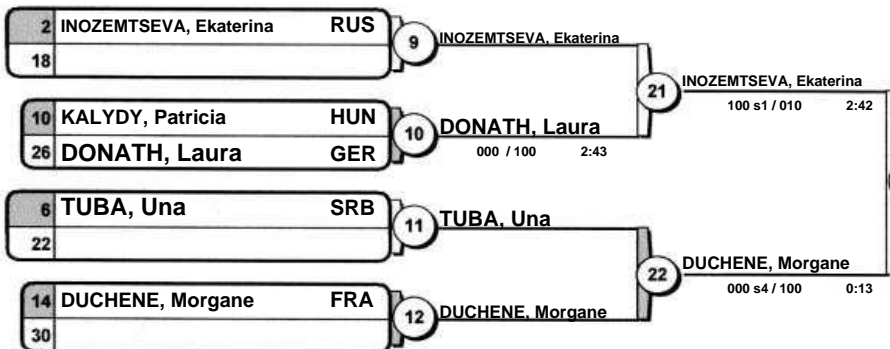 2 INOZEMTSEVA, Ekaterina RUS
18
9 INOZEMTSEVA, Ekaterina
10 KALYDY, Patricia HUN
26 DONATH, Laura GER
10 DONATH, Laura
000 / 100 2:43
21 INOZEMTSEVA, Ekaterina
100 s1 / 010 2:42
6 TUBA, Una SRB
22
11 TUBA, Una
14 DUCHENE, Morgane FRA
30
12 DUCHENE, Morgane
22 DUCHENE, Morgane
000 s4 / 100 0:13